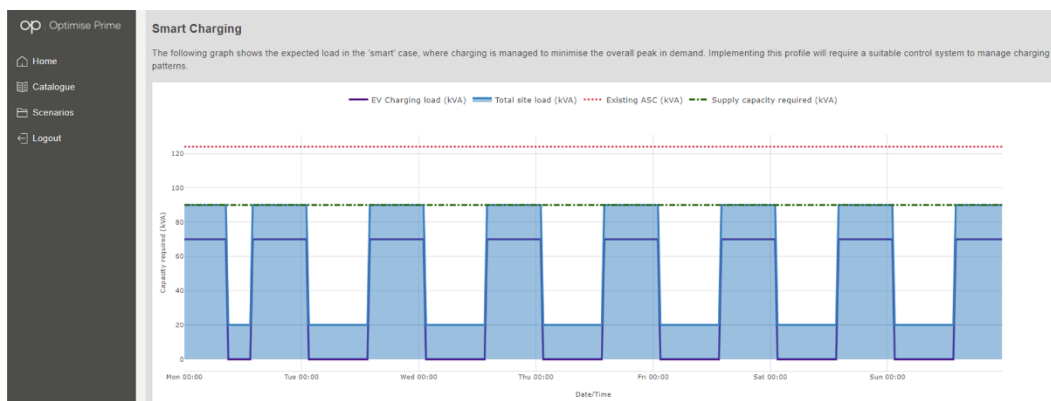 op Optimise Prime
Home
Catalogue
Scenarios
Logout
Smart Charging
The following graph shows the expected load in the 'smart' case, where charging is managed to minimise the overall peak in demand. Implementing this profile will require a suitable control system to manage charging
patterns.
EV Charging load (kVA) Total site load (kVA) Existing ASC (kVA) Supply capacity required (kVA)
Capacity required (kVA)
120
100
80
60
40
20
0
Mon 00:00 Tue 00:00 Wed 00:00 Thu 00:00 Fri 00:00 Sat 00:00 Sun 00:00
Date/Time